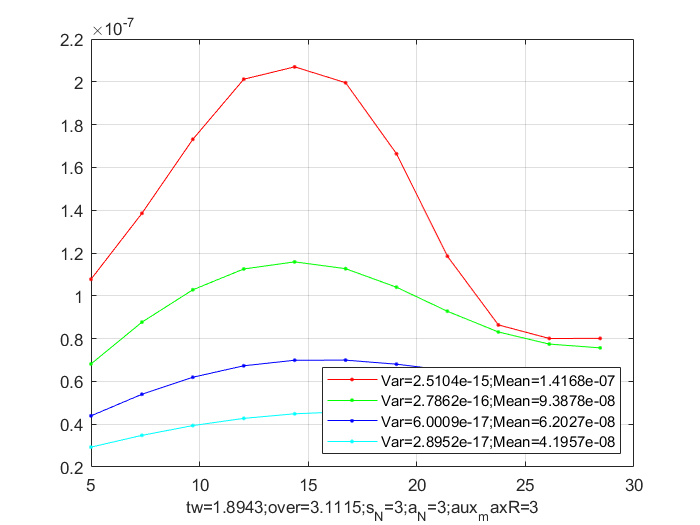 ×10-7
2.2
2
1.8
1.6
1.4
1.2
1
0.8
0.6
0.4
0.2
5 10 15 20 25 30
Var=2.5104e-15;Mean=1.4168e-07
Var=2.7862e-16;Mean=9.3878e-08
Var=6.0009e-17;Mean=6.2027e-08
Var=2.8952e-17;Mean=4.1957e-08
tw=1.8943;over=3.1115;sN=3;aN=3;auxmaxR=3